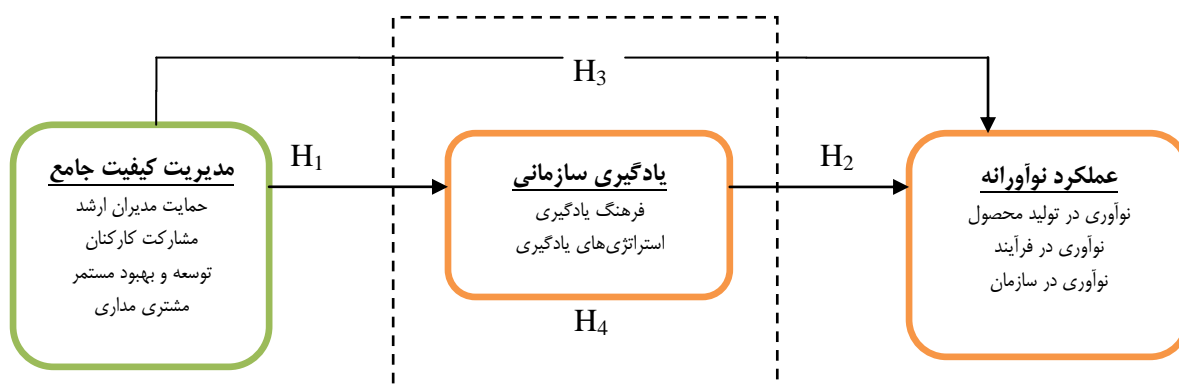 H3
مدیریت کیفیت جامع
حمایت مدیران ارشد
مشارکت کارکنان
توسعه و بهبود مستمر
مشتری مداری
H1
یادگیری سازمانی
فرهنگ یادگیری
استراتژی‌های یادگیری
H4
H2
عملکرد نوآورانه
نوآوری در تولید محصول
نوآوری در فرآیند
نوآوری در سازمان